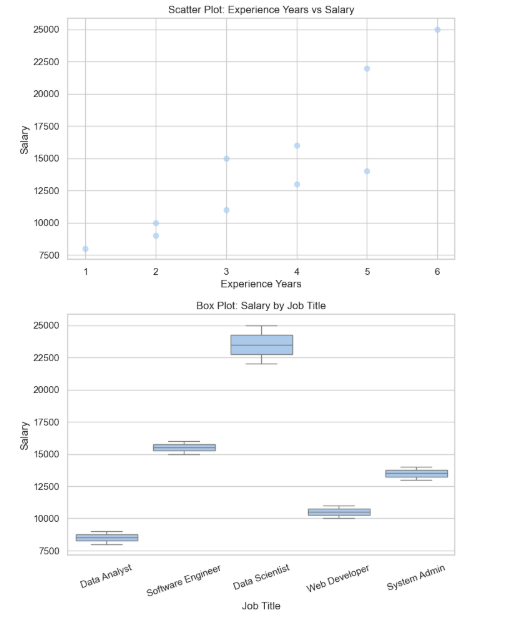 Scatter Plot: Experience Years vs Salary
25000
22500
20000
17500
15000
12500
10000
7500
Salary
1 2 3 4 5 6
Experience Years
Box Plot: Salary by Job Title
25000
22500
20000
17500
15000
12500
10000
7500
Salary
Data Analyst Software Engineer Data Scientist Web Developer System Admin
Job Title